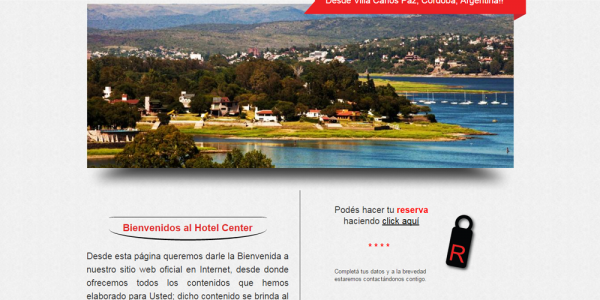 Desde Villa Carlos Paz, Córdoba, Argentina!!
Bienvenidos al Hotel Center
Desde esta página queremos darle la Bienvenida a
nuestro sitio web oficial en Internet, desde donde
ofrecemos todos los contenidos que hemos
elaborado para Usted; dicho contenido se brinda al
Podés hacer tu reserva
haciendo click aquí
****
R
Completá tus datos y a la brevedad
estaremos contactándonos contigo.